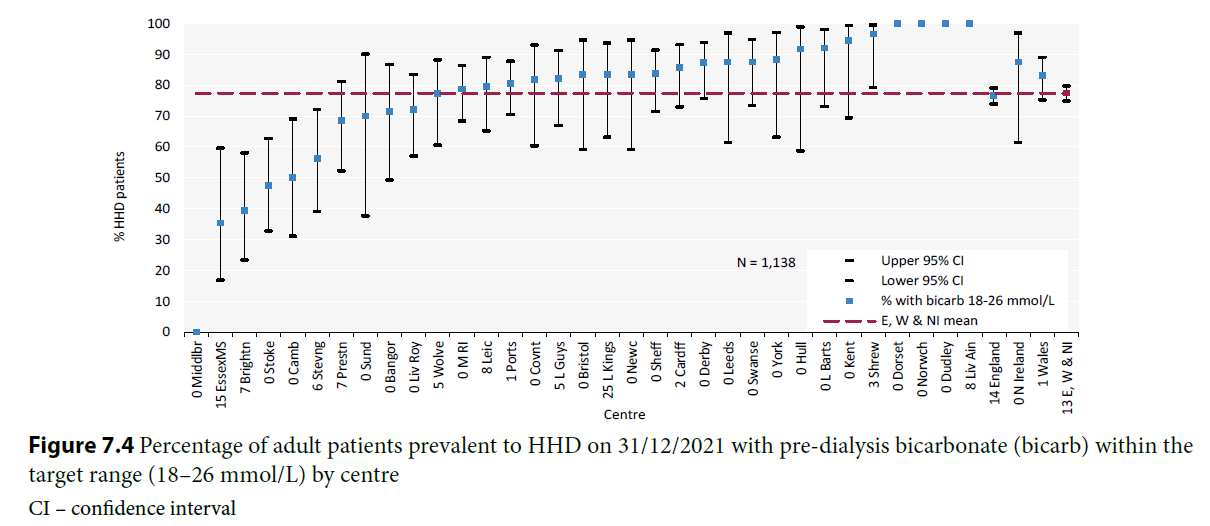 100
90
80
70
60
50
40
30
20
10
0
% HHD patients
N = 1,138
Upper 95% CI
Lower 95% CI
% with bicarb 18-26 mmol/L
E, W & NI mean
0 Midlbr
15 EssexMS
7 Brightn
0 Stoke
0 Camb
6 Stevng
7 Prestn
0 Sund
0 Bangor
0 Liv Roy
5 Wolve
0 M RI
8 Leic
1 Ports
0 Covnt
5 L Guys
0 Bristol
25 L Kings
0 Newc
0 Sheff
2 Cardff
0 Derby
0 Leeds
0 Swanse
0 York
0 Hull
0 L Barts
0 Kent
3 Shrew
0 Dorset
0 Norwch
0 Dudley
8 Liv Ain
14 England
0 N Ireland
1 Wales
13 E, W & NI
Centre
Figure 7.4 Percentage of adult patients prevalent to HHD on 31/12/2021 with pre-dialysis bicarbonate (bicarb) within the
target range (18–26 mmol/L) by centre
CI – confidence interval